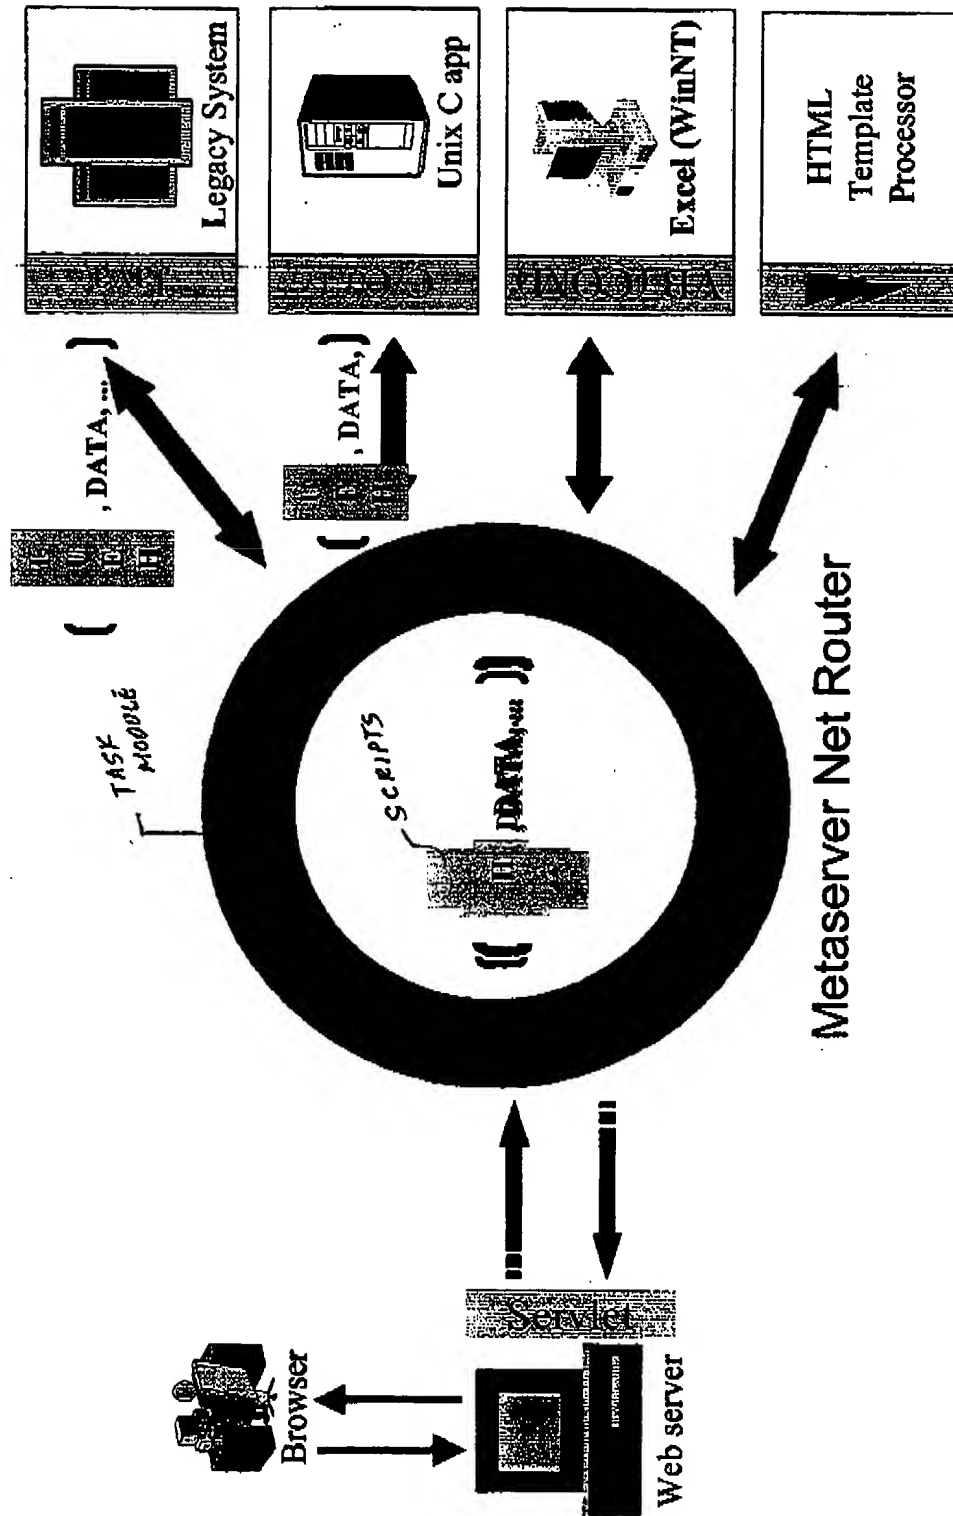 Legacy System
Unix C app
Excel (WinNT)
HTML
Template
Processor
( , DATA, ... )
( , DATA, )
TASK
MODULE
SCRIPTS
Metaserver Net Router
Servlet
Browser
Web server